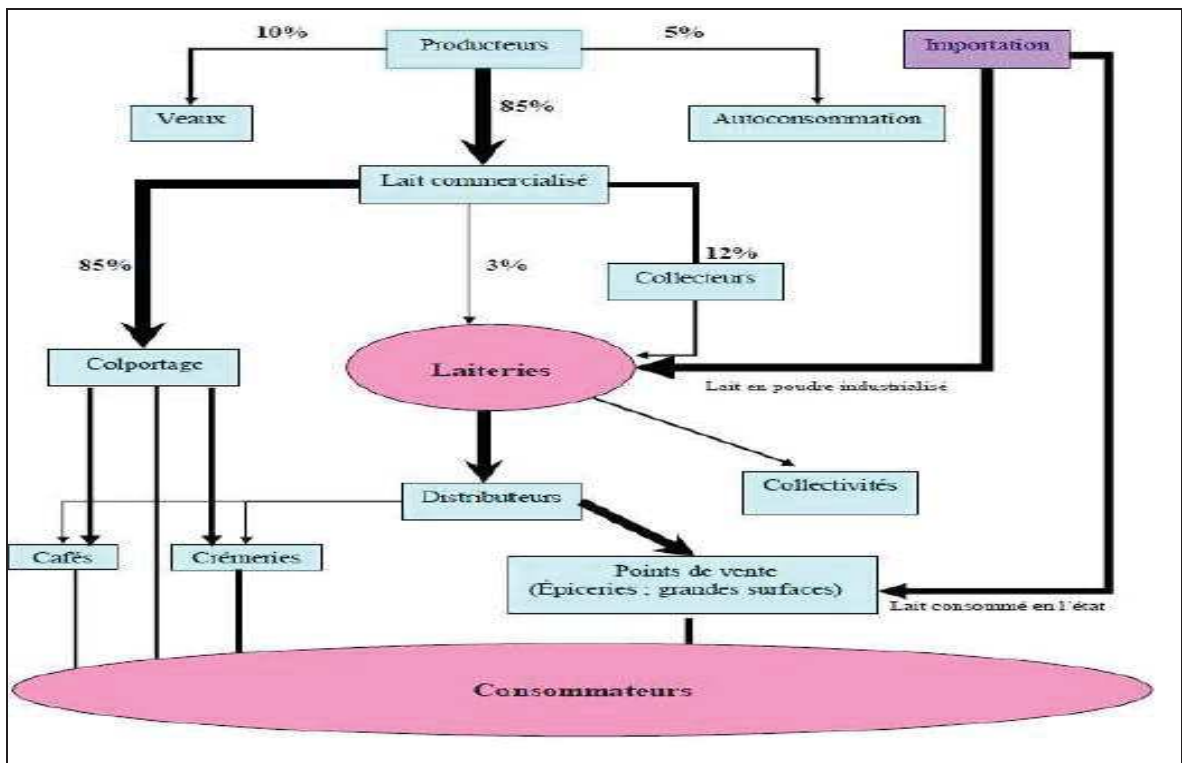 10%
Producteurs
5%
Importation
Veaux
85%
Autoconsommation
Lait commercialisé
85%
3%
12%
Collecteurs
Colportage
Laiteries
Lait en poudre industrialisé
Collectivités
Distributeurs
Cafés
Crémeries
Points de vente
(Épiceries ; grandes surfaces)
Lait consommé en l'état
Consommateurs